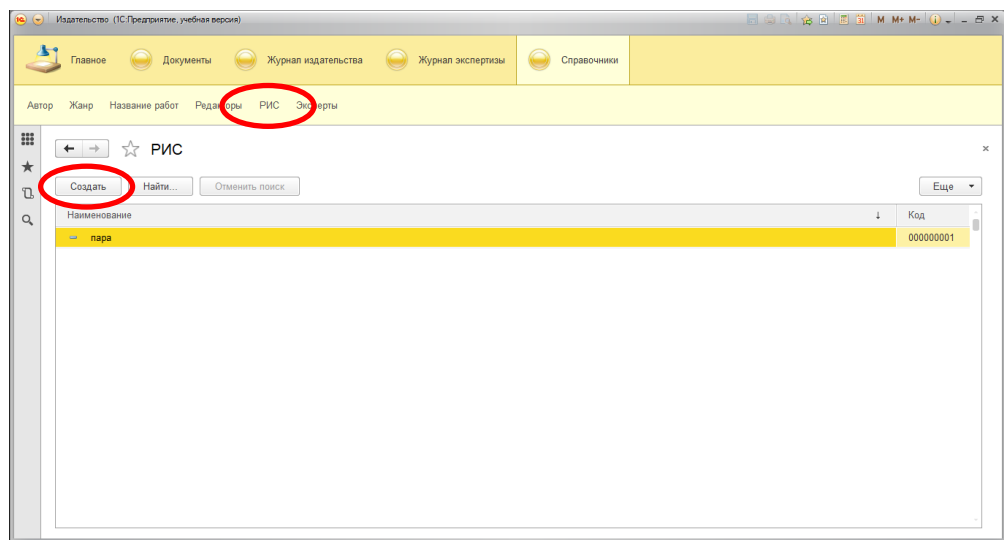 Издательство (1С:Предприятие, учебная версия)
M M+ M-
Главное Документы Журнал издательства Журнал экспертизы Справочники
Автор Жанр Название работ Редакторы РИС Эксперты
РИС
Создать Найти... Отменить поиск Еще
Наименование ↓ Код
пара 000000001